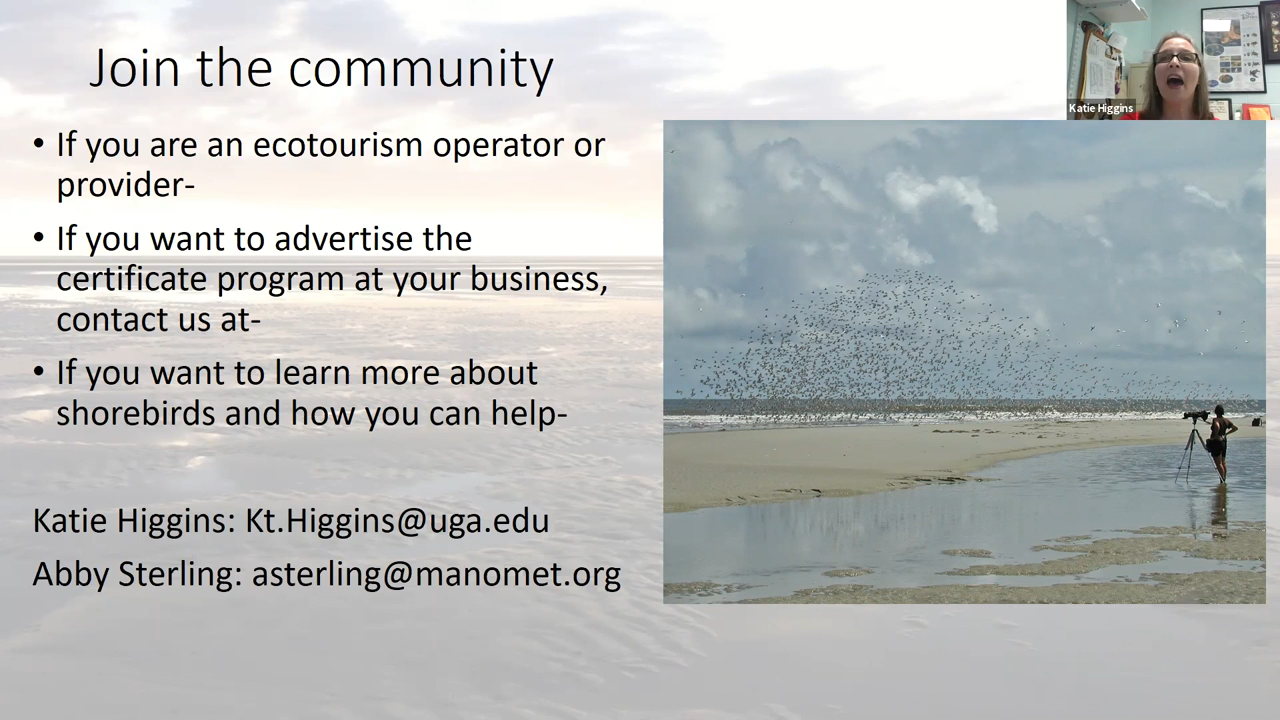 Join the community
Katie Higgins
• If you are an ecotourism operator or
provider-
• If you want to advertise the
certificate program at your business,
contact us at-
• If you want to learn more about
shorebirds and how you can help-
Katie Higgins: Kt.Higgins@uga.edu
Abby Sterling: asterling@manomet.org